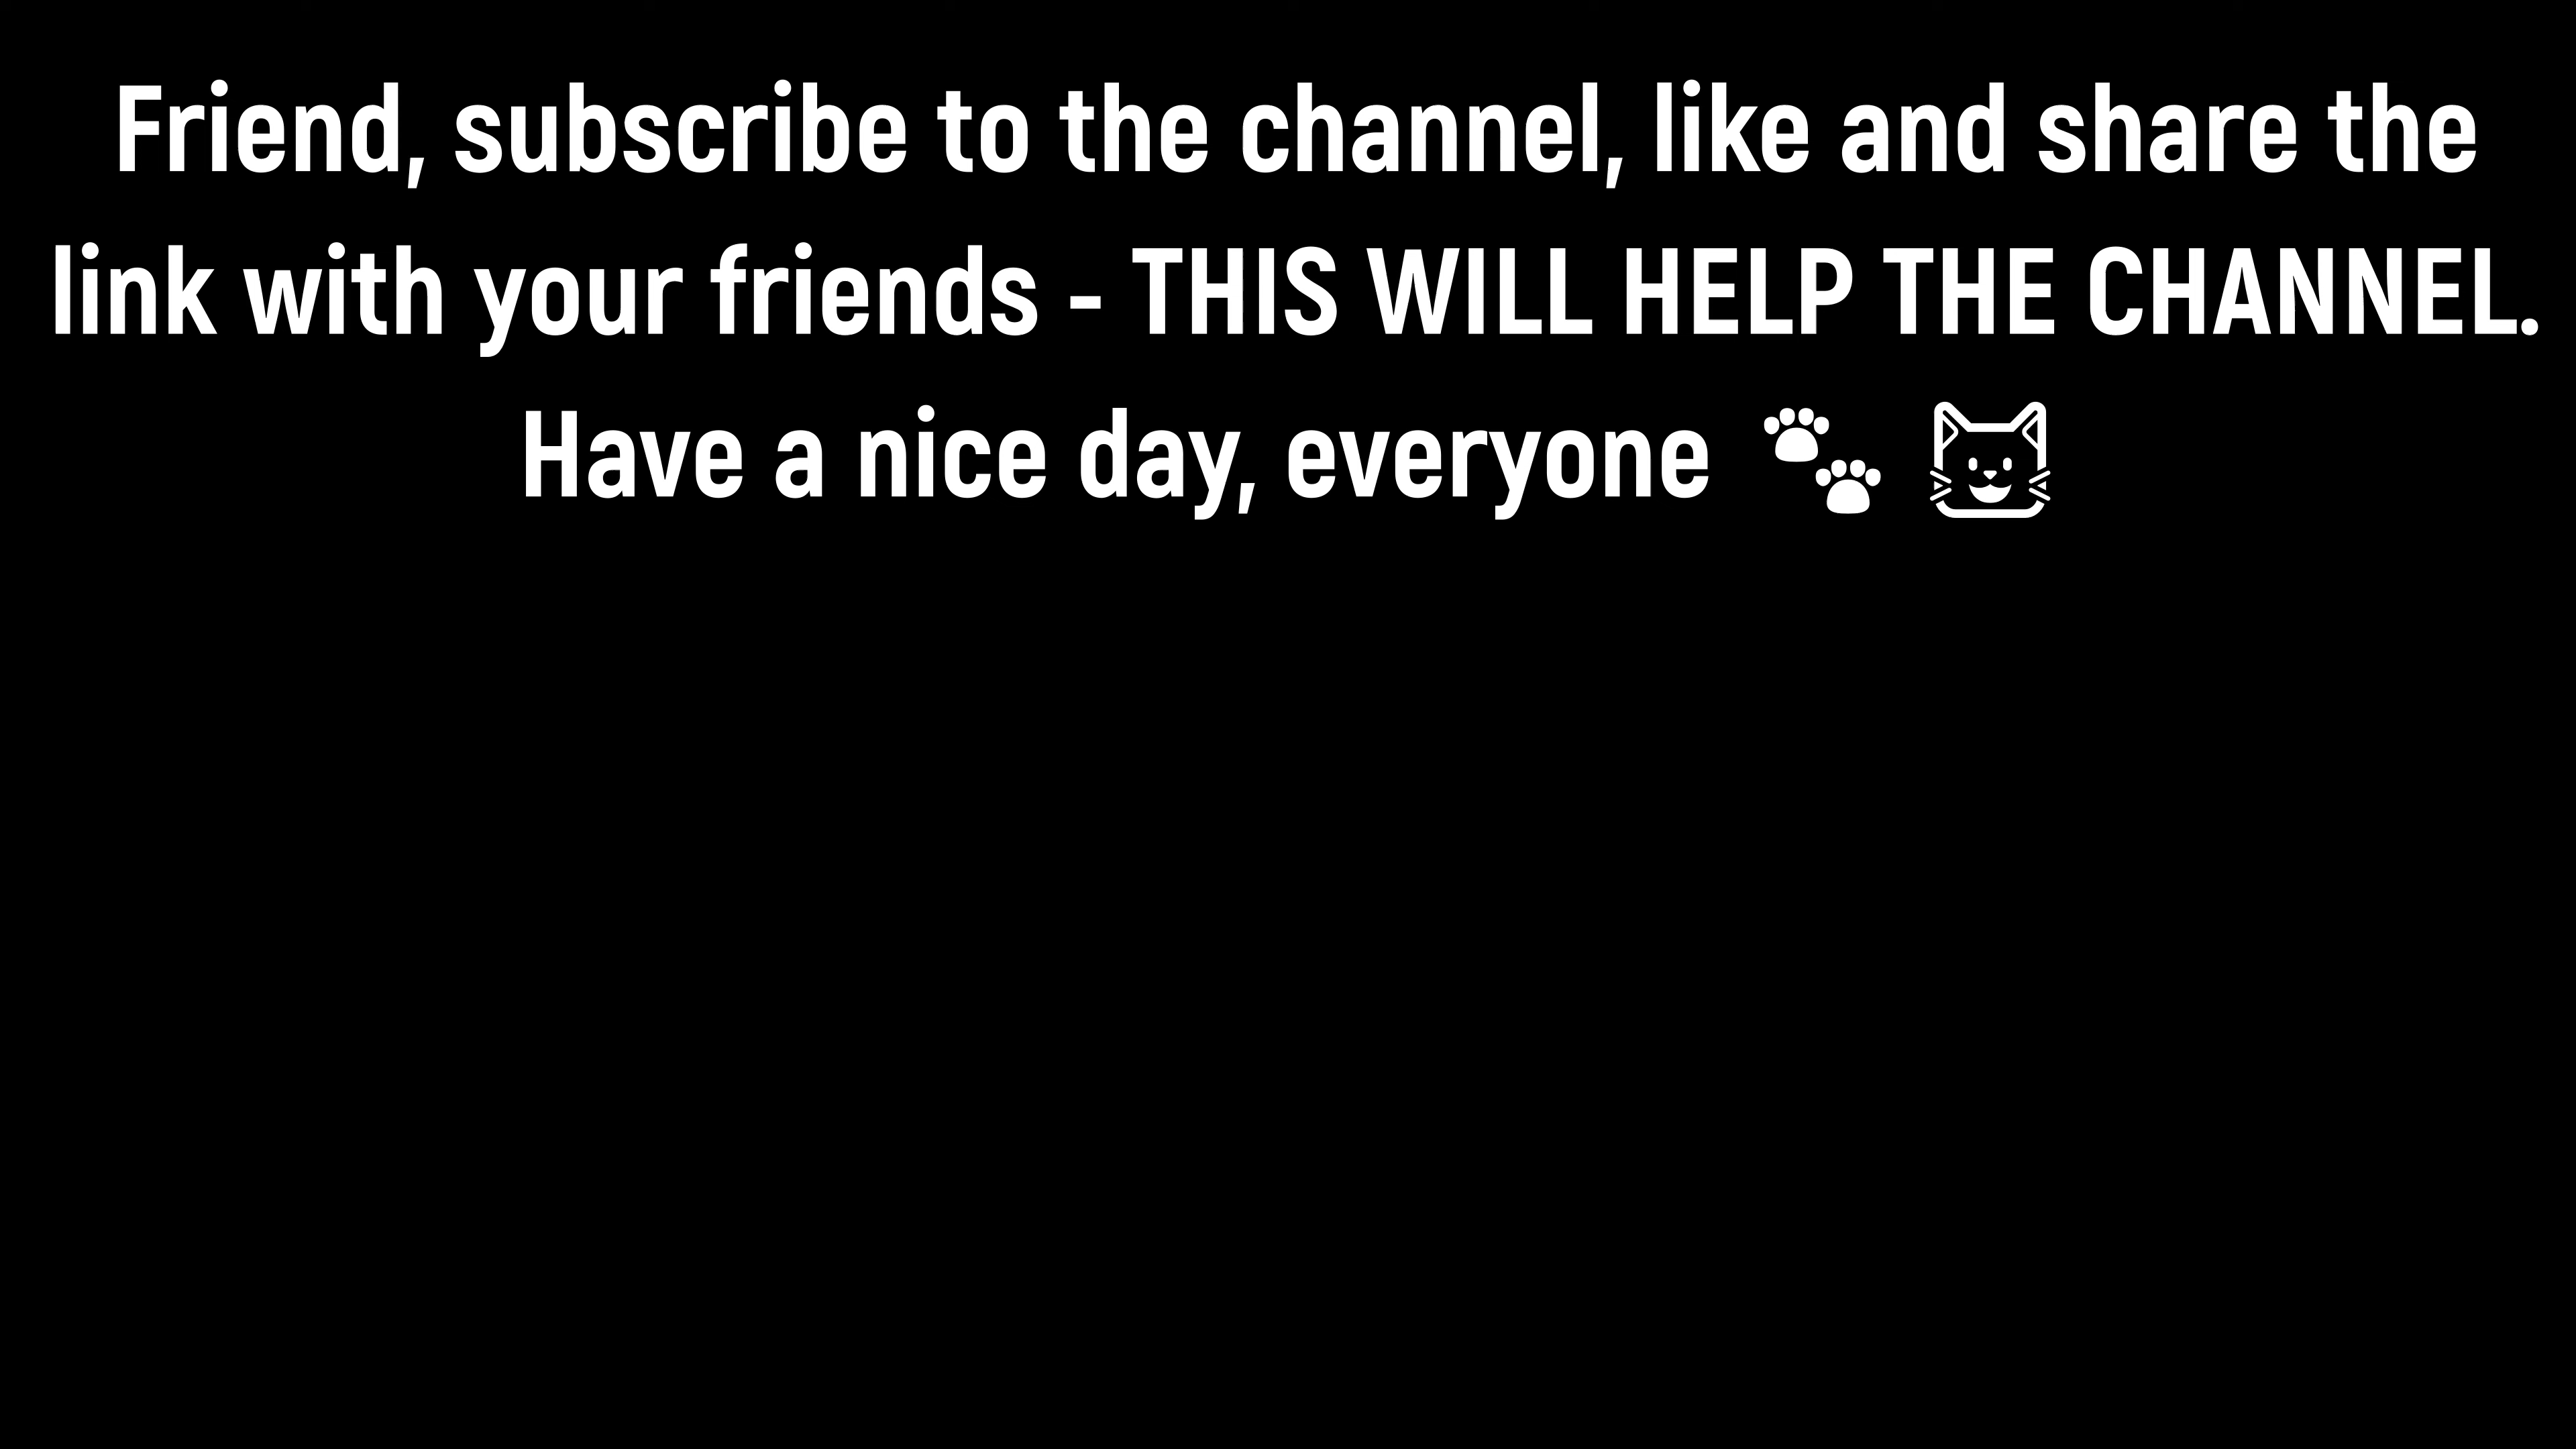 Friend, subscribe to the channel, like and share the
link with your friends - THIS WILL HELP THE CHANNEL.
Have a nice day, everyone 🐾 🐱